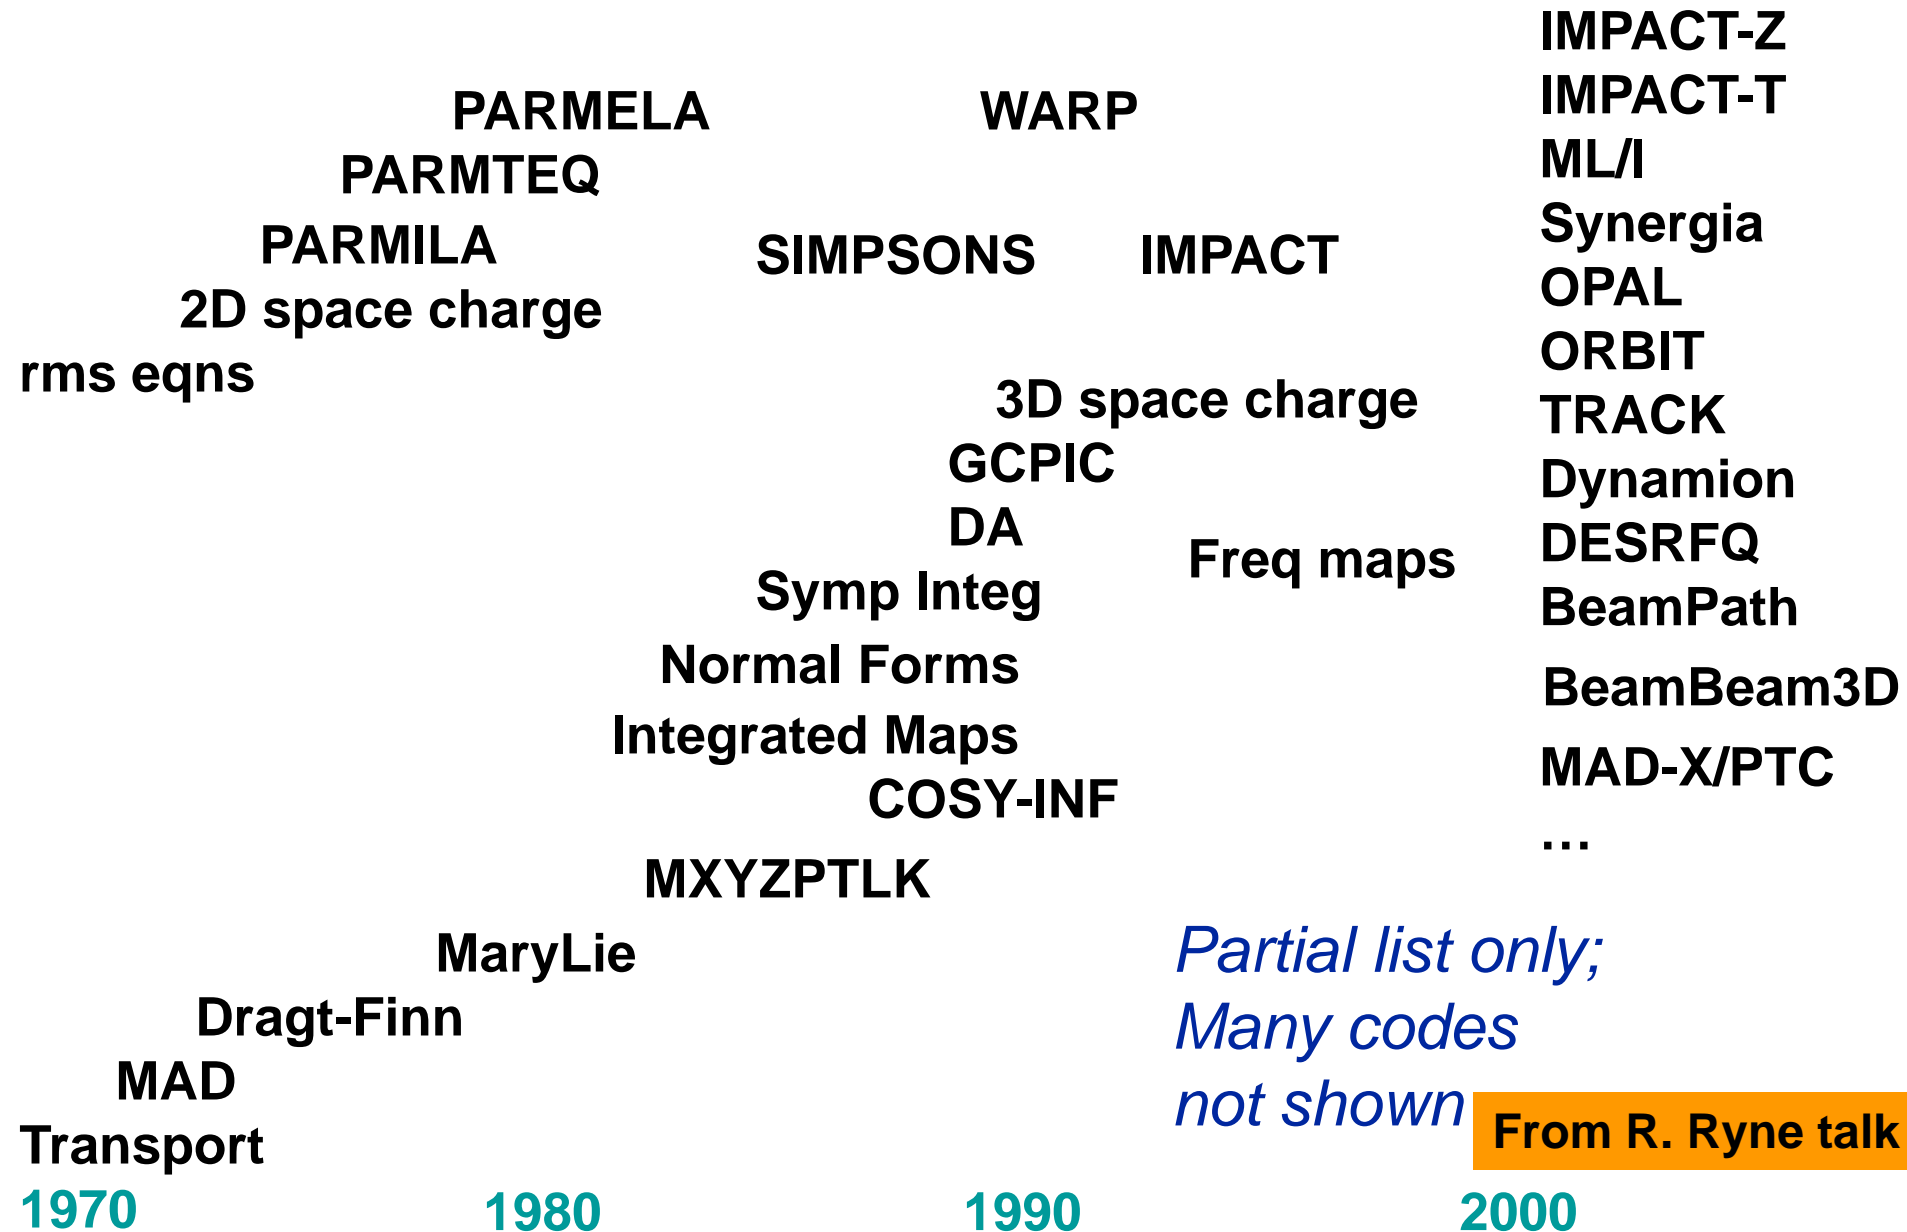 IMPACT-Z
PARMELA
WARP
IMPACT-T
PARMTEQ
ML/I
PARMILA
SIMPSONS
IMPACT
Synergia
2D space charge
OPAL
rms eqns
ORBIT
3D space charge
TRACK
GCPIC
Dynamion
DA
Freq maps
DESRFQ
Symp Integ
BeamPath
Normal Forms
BeamBeam3D
Integrated Maps
MAD-X/PTC
COSY-INF
…
MXYZPTLK
MaryLie
Partial list only;
Dragt-Finn
Many codes
MAD
not shown
Transport
From R. Ryne talk
1970
1980
1990
2000